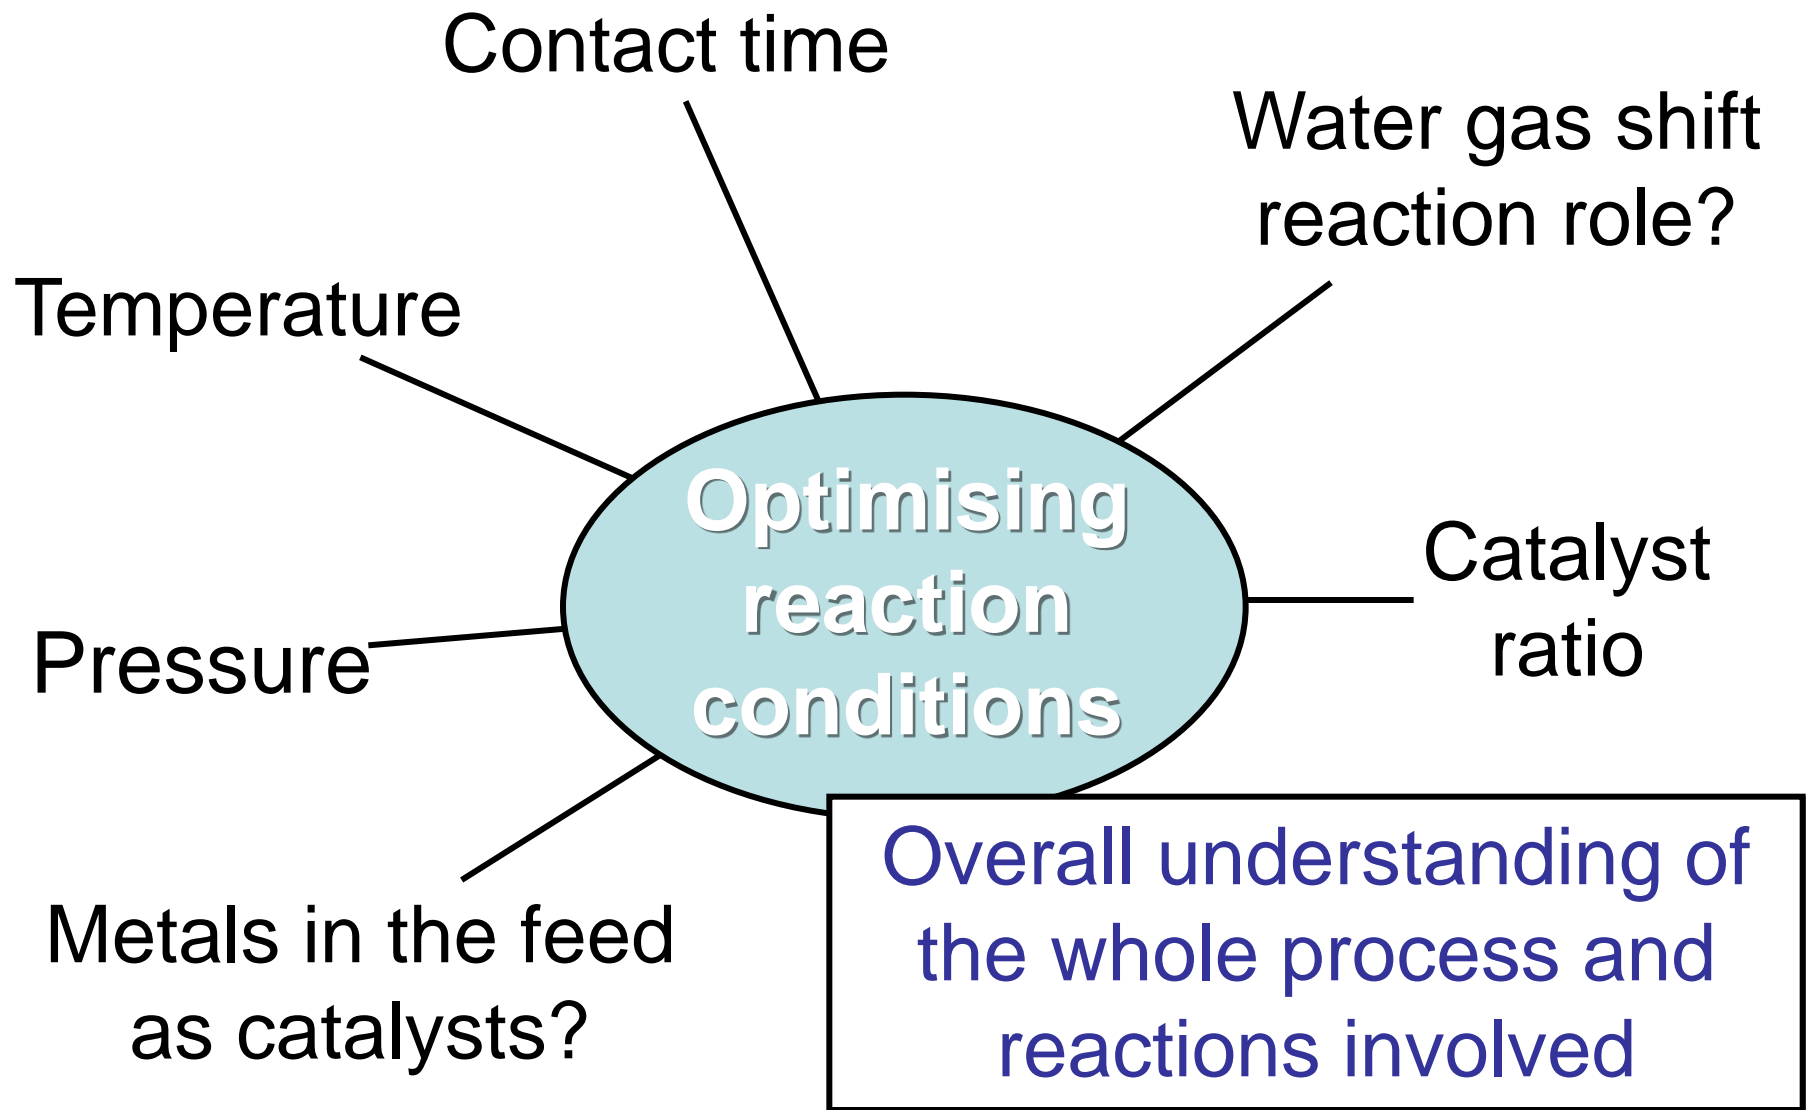 Contact time
Water gas shift
reaction role?
Temperature
Optimising
reaction
conditions
Catalyst
ratio
Pressure
Metals in the feed
as catalysts?
Overall understanding of
the whole process and
reactions involved